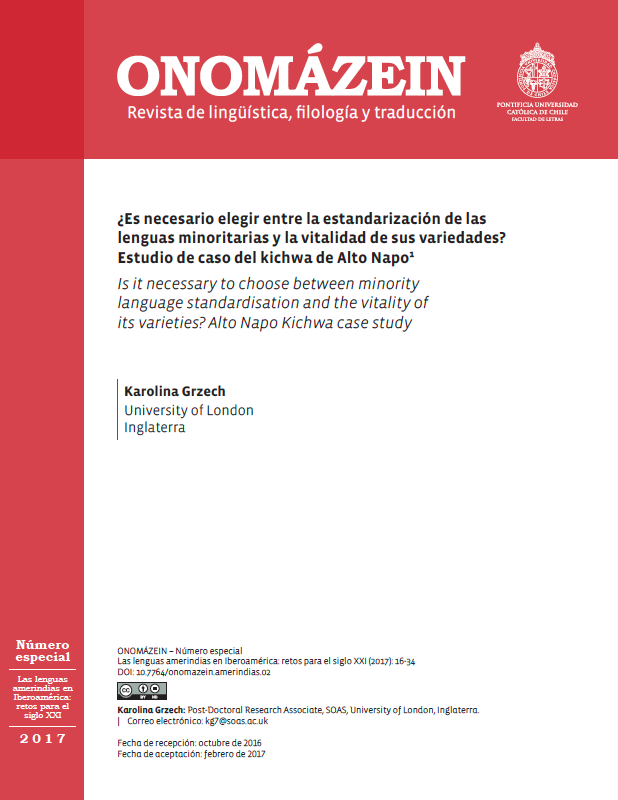 ONOMÁZEIN
Revista de lingüística, filología y traducción
PONTIFICIA UNIVERSIDAD
CATÓLICA DE CHILE
FACULTAD DE LETRAS
¿Es necesario elegir entre la estandarización de las
lenguas minoritarias y la vitalidad de sus variedades?
Estudio de caso del kichwa de Alto Napo¹
Is it necessary to choose between minority
language standardisation and the vitality of
its varieties? Alto Napo Kichwa case study
Karolina Grzech
University of London
Inglaterra
Número
especial
Las lenguas
amerindias en
Iberoamérica:
retos para el
siglo XXI
2017
ONOMÁZEIN – Número especial
Las lenguas amerindias en Iberoamérica: retos para el siglo XXI (2017): 16-34
DOI: 10.7764/onomazein.amerindias.02
cc
BY
Karolina Grzech: Post-Doctoral Research Associate, SOAS, University of London, Inglaterra.
| Correo electrónico: kg7@soas.ac.uk
Fecha de recepción: octubre de 2016
Fecha de aceptación: febrero de 2017